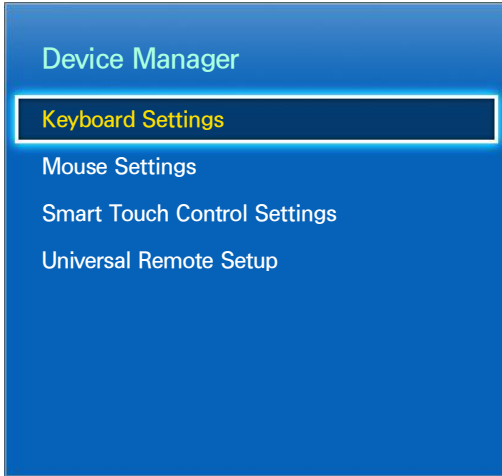 Device Manager
Keyboard Settings
Mouse Settings
Smart Touch Control Settings
Universal Remote Setup